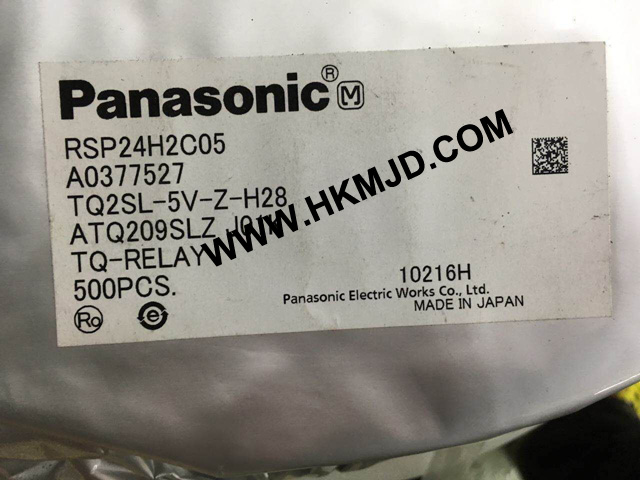 Panasonic ® M
RSP24H2C05
A0377527
TQ2SL-5V-Z-H28
ATQ209SLZ
TQ-RELAY
500PCS.
10216H
Panasonic Electric Works Co., Ltd.
MADE IN JAPAN
Ro
e
WWW.HKMJD.COM